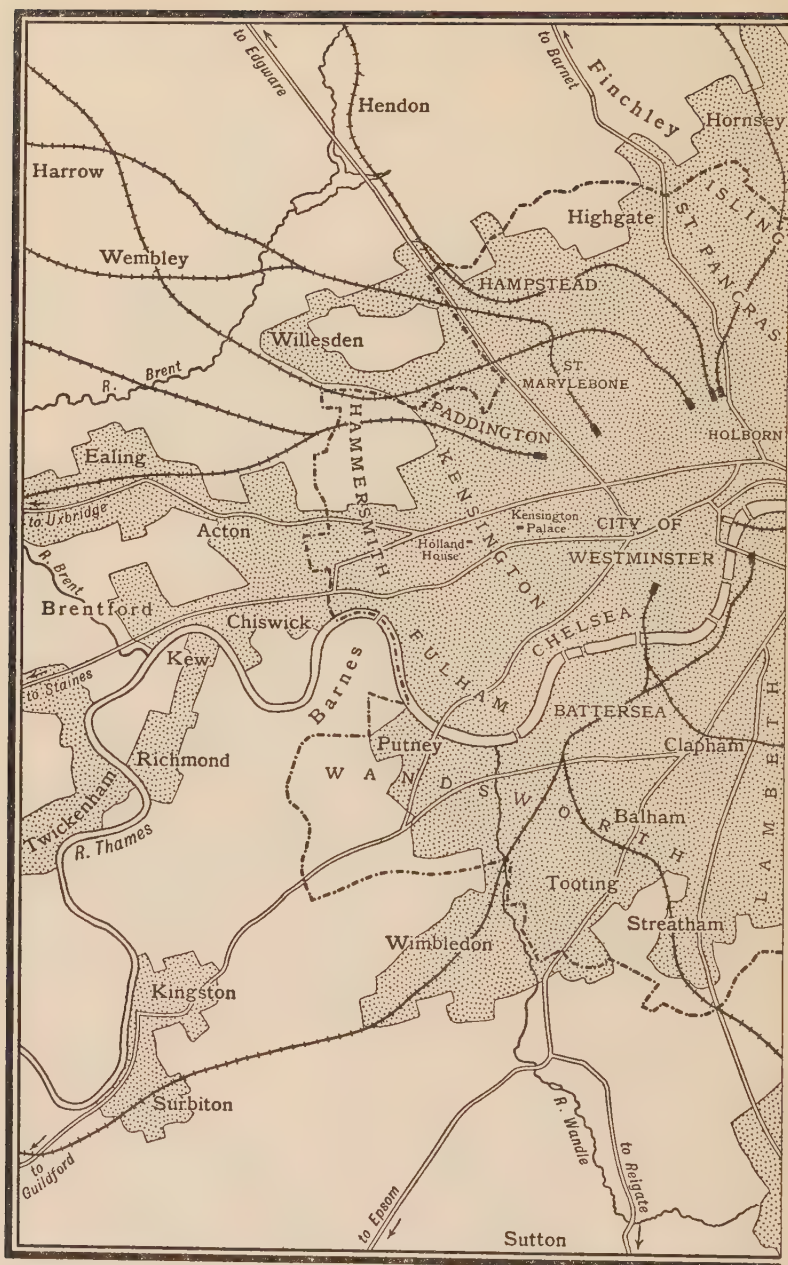 to Edgware
to Barnet
Finchley
Hendon
Hornsey
Harrow
ISLING
Highgate
ST. PANCRAS
Wembley
HAMPSTEAD
Willesden
R. Brent
ST.
MARYLEBONE
PADDINGTON
HOLBORN
HAMMERSMITH
KENSINGTON
Ealing
to Uxbridge
Acton
Kensington
Palace
Holland
House
CITY OF
WESTMINSTER
R. Brent
Brentford
Chiswick
CHELSEA
Kew
FULHAM
to Staines
Barnes
BATTERSEA
Putney
Clapham
Richmond
WANDSWORTH
LAMBETH
Twickenham
R. Thames
Balham
Tooting
Streatham
Wimbledon
Kingston
Surbiton
R. Wandle
to Reigate
to
Guildford
to Epsom
Sutton